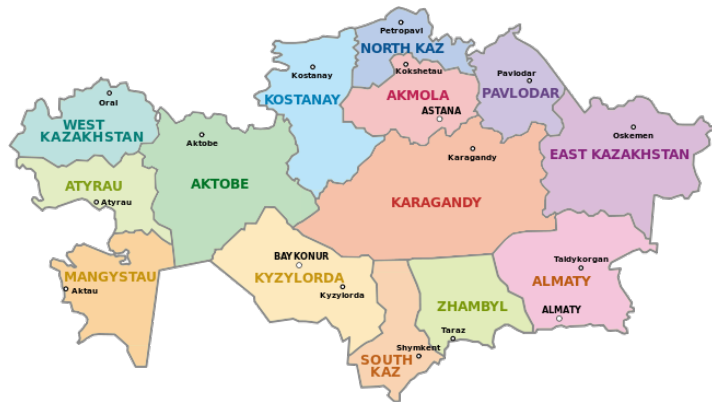 Petropavl
NORTH KAZ
Kostanay
Kokshetau
Pavlodar
KOSTANAY
AKMOLA
PAVLODAR
ASTANA
Oral
WEST
KAZAKHSTAN
Aktobe
Oskemen
Karagandy
EAST KAZAKHSTAN
ATYRAU
AKTOBE
Atyrau
KARAGANDY
BAYKONUR
Taldykorgan
MANGYSTAU
KYZYLORDA
ALMATY
Aktau
Kyzylorda
ZHAMBYL
ALMATY
Taraz
Shymkent
SOUTH
KAZ